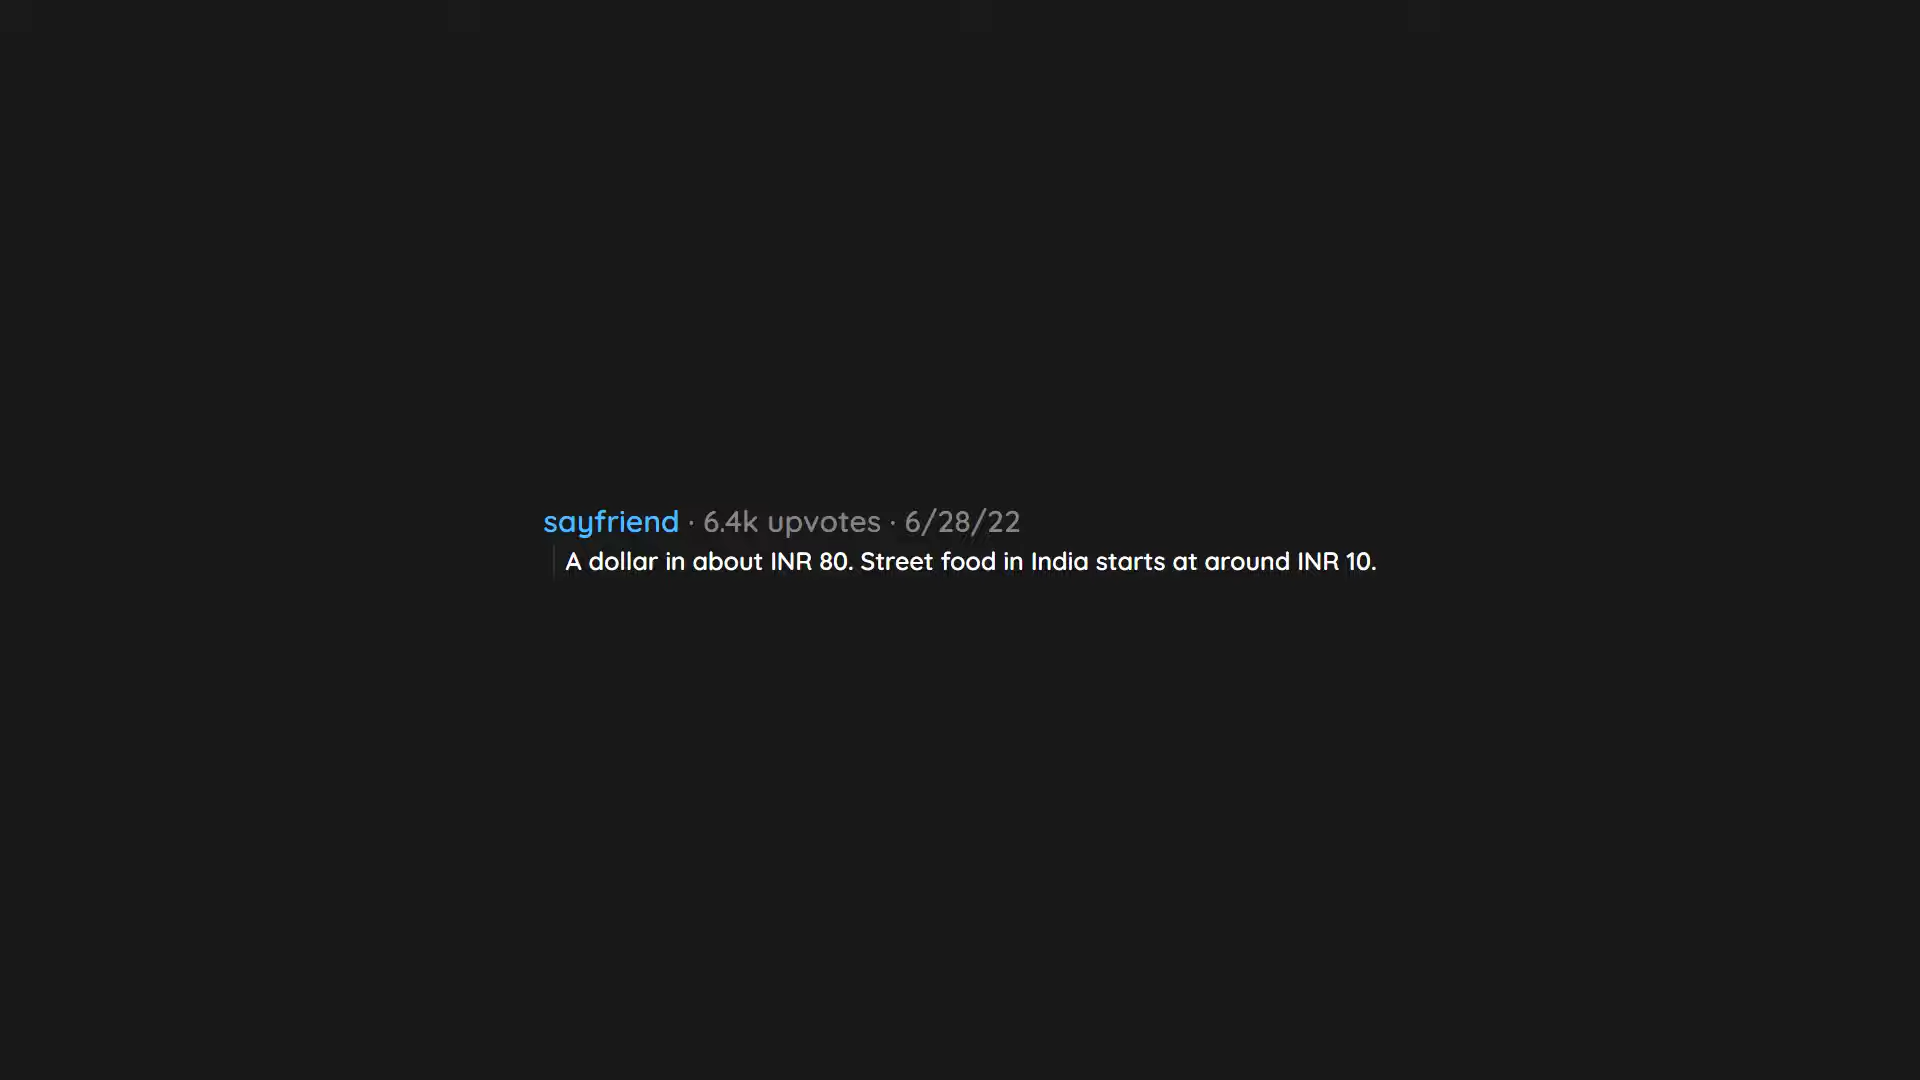 sayfriend · 6.4k upvotes · 6/28/22
A dollar in about INR 80. Street food in India starts at around INR 10.